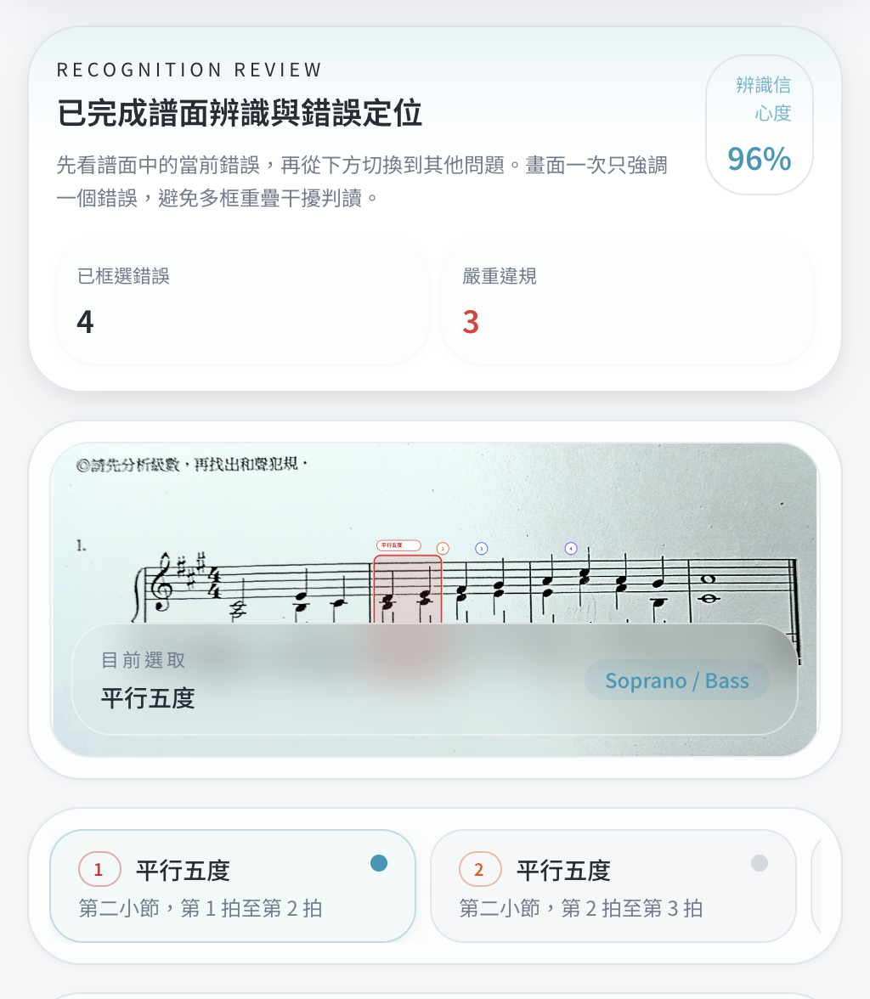 RECOGNITION REVIEW
已完成譜面辨識與錯誤定位
先看譜面中的當前錯誤，再從下方切換到其他問題。畫面一次只強調
一個錯誤，避免多框重疊干擾判讀。
辨識信
心度
96%
已框選錯誤
4
嚴重違規
3
◎請先分析級數，再找出和聲犯規·
1.
平行五度
2
3
4
4
4
目前選取
平行五度
Soprano / Bass
1 平行五度
第二小節，第 1 拍至第 2 拍
2 平行五度
第二小節，第 2 拍至第 3 拍